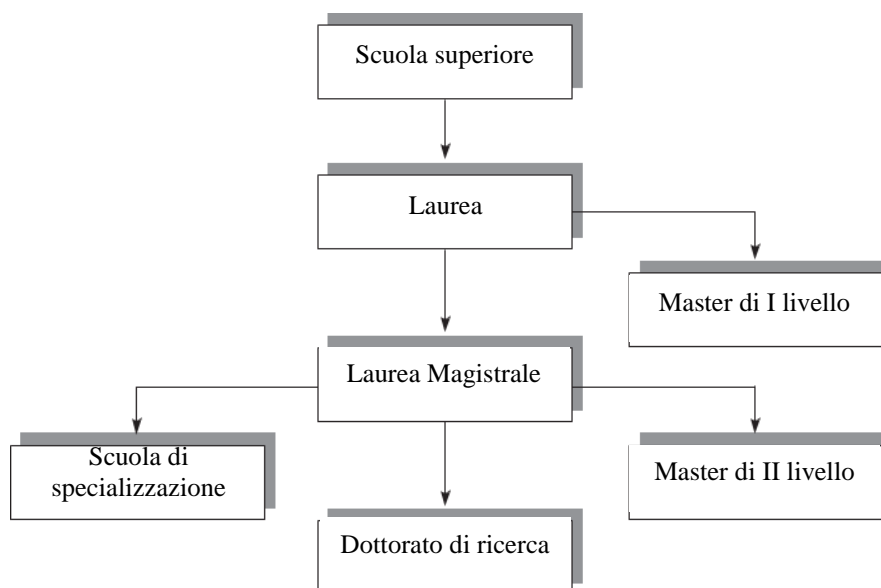 Scuola superiore
Laurea
Master di I livello
Laurea Magistrale
Scuola di
specializzazione
Master di II livello
Dottorato di ricerca